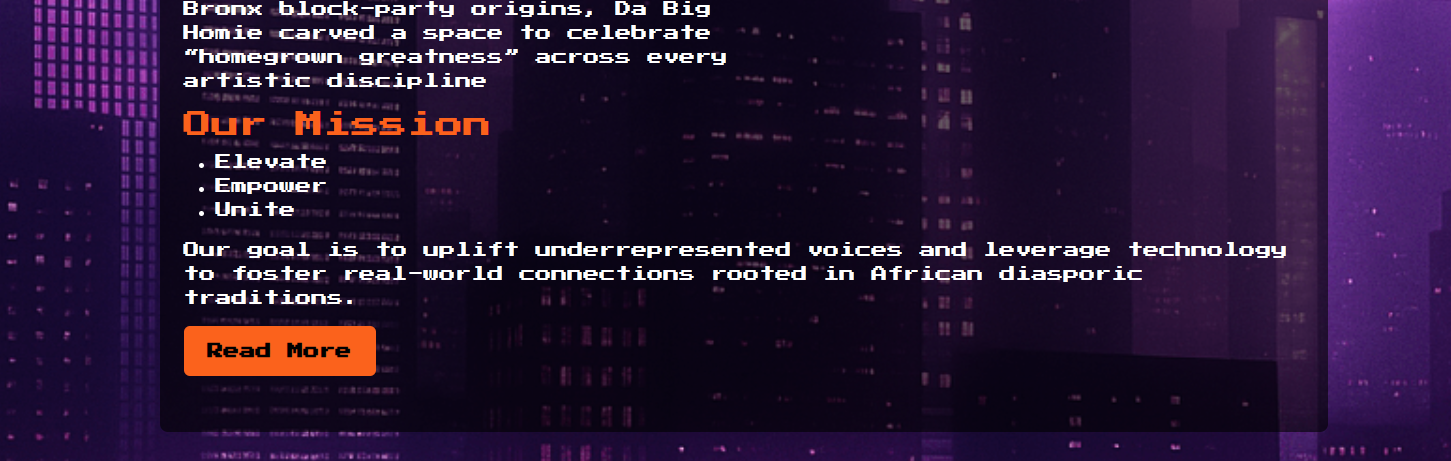 Bronx block-party origins, Da Big
Homie carved a space to celebrate
“homegrown greatness” across every
artistic discipline
Our Mission
. Elevate
. Empower
. Unite
Our goal is to uplift underrepresented voices and leverage technology
to foster real-world connections rooted in African diasporic
traditions.
Read More